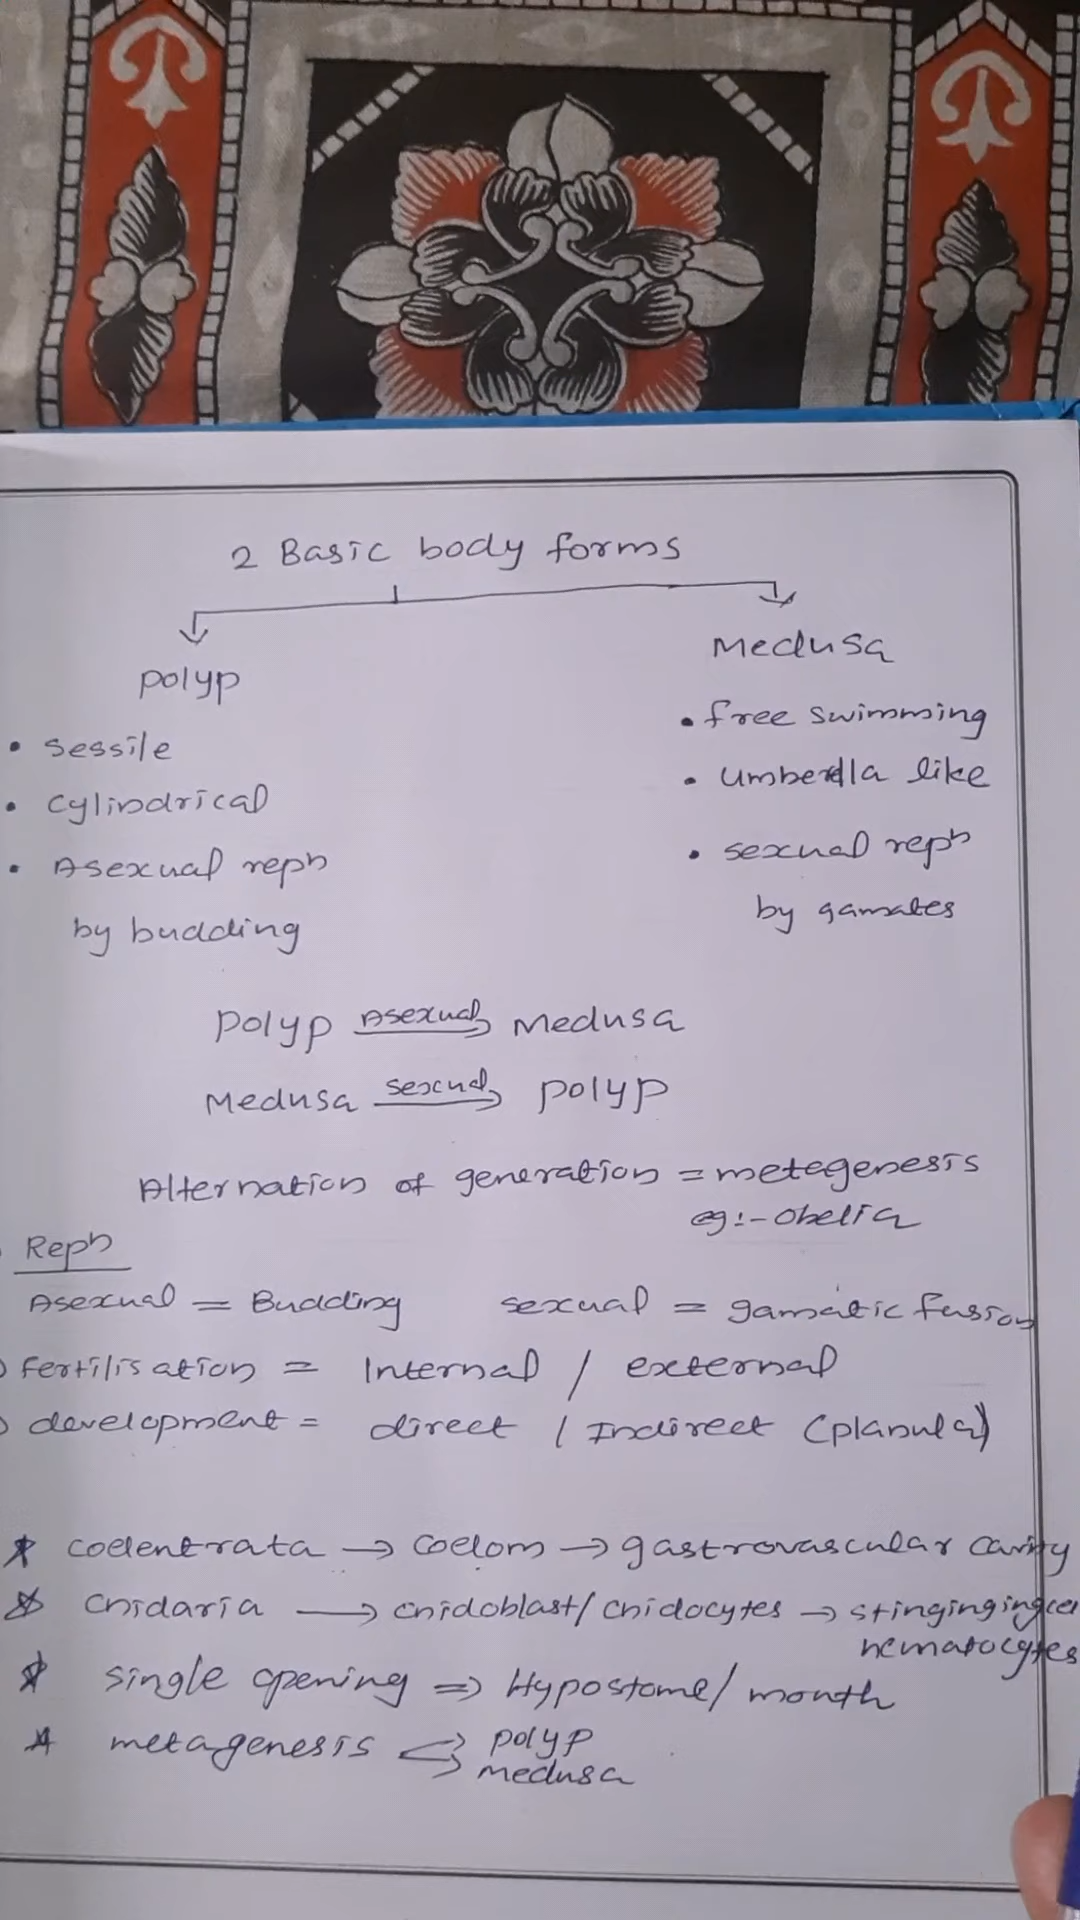 2 Basic body forms
Polyp
Medusa
• Sessile
• Cylindrical
• Asexual repn
by budding
• free swimming
• Umberella like
• sexual repn
by gamates
Polyp Asexual Medusa
Medusa sexual polyp
Alternation of generation = metegenesis
eg:- Obelia
Repn
Asexual = Budding sexual = gamatic fusion
fertilisation = Internal / external
development = direct / Indirect (planula)
* coelentrata → coelom → gastrovascular cavity
* cnidaria → cnidoblast/cnidocytes → stinginging cel
nematocytes
* single opening ⇒ Hypostome/ mouth
* metagenesis polyp
medusa